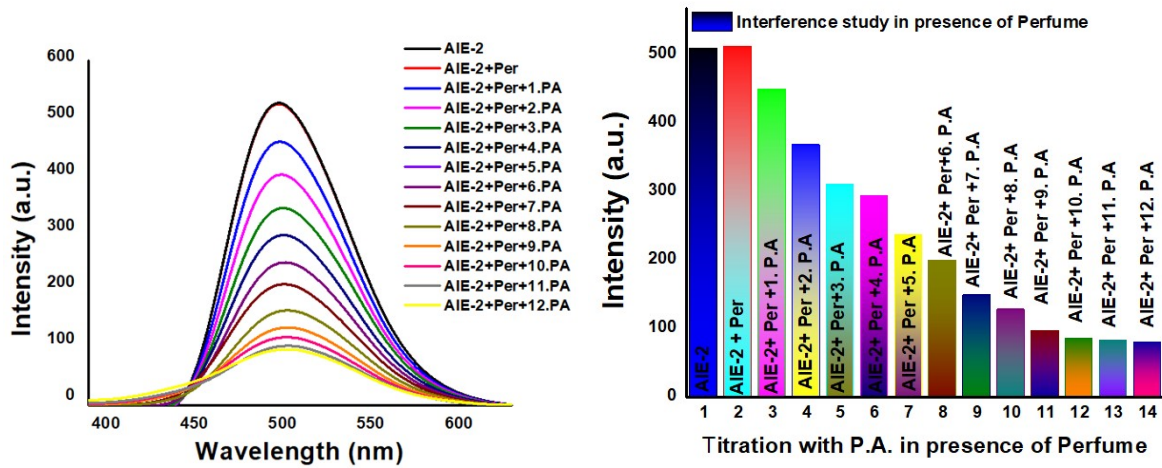 600
500
400
300
200
100
0
Intensity (a.u.)
400
450
500
550
600
Wavelength (nm)
AIE-2
AIE-2+Per
AIE-2+Per+1.PA
AIE-2+Per+2.PA
AIE-2+Per+3.PA
AIE-2+Per+4.PA
AIE-2+Per+5.PA
AIE-2+Per+6.PA
AIE-2+Per+7.PA
AIE-2+Per+8.PA
AIE-2+Per+9.PA
AIE-2+Per+10.PA
AIE-2+Per+11.PA
AIE-2+Per+12.PA
Interference study in presence of Perfume
500
400
300
200
100
0
Intensity (a.u.)
AIE-2
AIE-2 + Per
AIE-2+ Per +1. P.A
AIE-2+ Per +2. P.A
AIE-2+ Per+3. P.A
AIE-2+ Per +4. P.A
AIE-2+ Per +5. P.A
AIE-2+ Per+6. P.A
AIE-2+ Per +7. P.A
AIE-2+ Per +8. P.A
AIE-2+ Per +9. P.A
AIE-2+ Per +10. P.A
AIE-2+ Per +11. P.A
AIE-2+ Per +12. P.A
1 2 3 4 5 6 7 8 9 10 11 12 13 14
Titration with P.A. in presence of Perfume